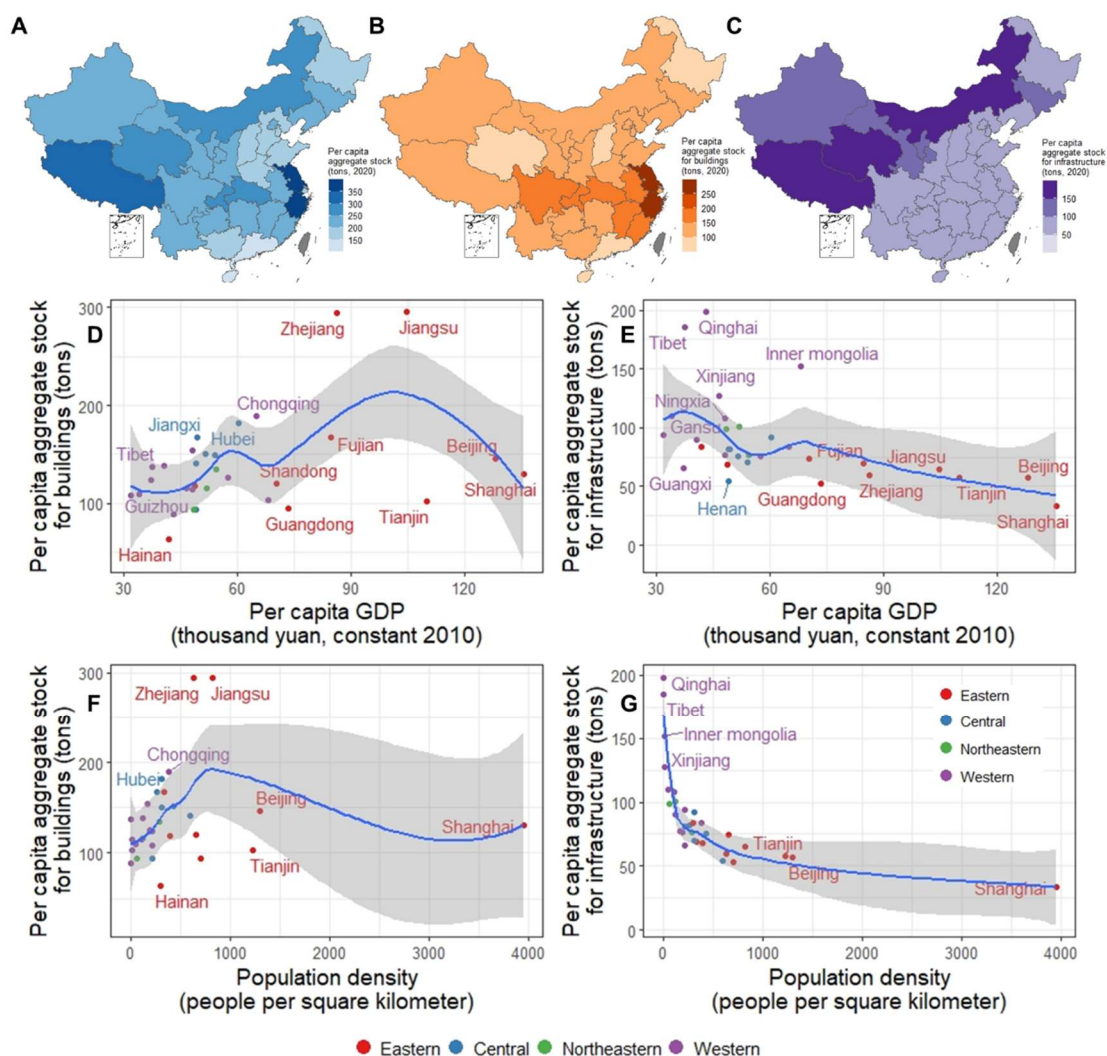 A
Per capita
aggregate stock
(tons, 2020)
350
300
250
200
150
B
Per capita
aggregate stock
for buildings
(tons, 2020)
250
200
150
100
C
Per capita
aggregate stock
for infrastructure
(tons, 2020)
150
100
50
D
Per capita aggregate stock
for buildings (tons)
300
200
100
Zhejiang
Jiangsu
Chongqing
Jiangxi
Hubei
Fujian
Beijing
Tibet
Shandong
Shanghai
Guizhou
Guangdong
Tianjin
Hainan
30
60
90
120
Per capita GDP
(thousand yuan, constant 2010)
E
Per capita aggregate stock
for infrastructure (tons)
200
150
100
50
0
Qinghai
Tibet
Inner mongolia
Xinjiang
Ningxia
Gansu
Fujian
Jiangsu
Beijing
Guangxi
Zhejiang
Tianjin
Guangdong
Henan
Shanghai
30
60
90
120
Per capita GDP
(thousand yuan, constant 2010)
F
Per capita aggregate stock
for buildings (tons)
300
200
100
Zhejiang
Jiangsu
Chongqing
Hubei
Beijing
Shanghai
Tianjin
Hainan
0
1000
2000
3000
4000
Population density
(people per square kilometer)
G
Per capita aggregate stock
for infrastructure (tons)
200
150
100
50
0
Qinghai
Tibet
Inner mongolia
Xinjiang
Tianjin
Beijing
Shanghai
Eastern
Central
Northeastern
Western
0
1000
2000
3000
4000
Population density
(people per square kilometer)
Eastern Central Northeastern Western